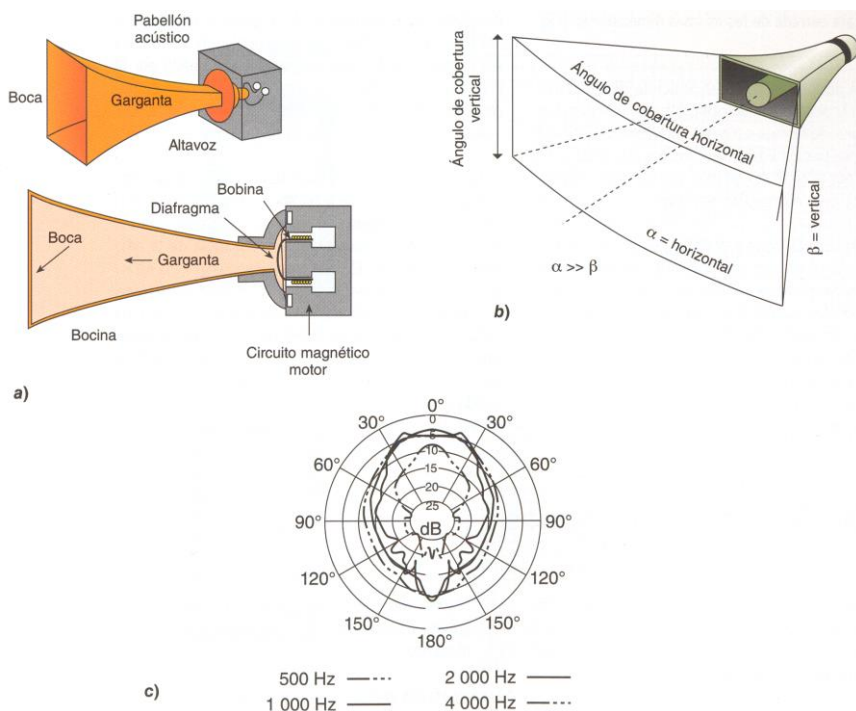 Pabellón
acústico
Boca
Garganta
Altavoz
Bobina
Diafragma
Boca
Garganta
Bocina
Circuito magnético
motor
a)
Ángulo de cobertura
vertical
Ángulo de cobertura horizontal
α = horizontal
β = vertical
α >> β
b)
0°
30°
30°
60°
60°
90°
90°
120°
120°
150°
150°
180°
0
5
10
15
20
25
dB
500 Hz
2 000 Hz
1 000 Hz
4 000 Hz
c)